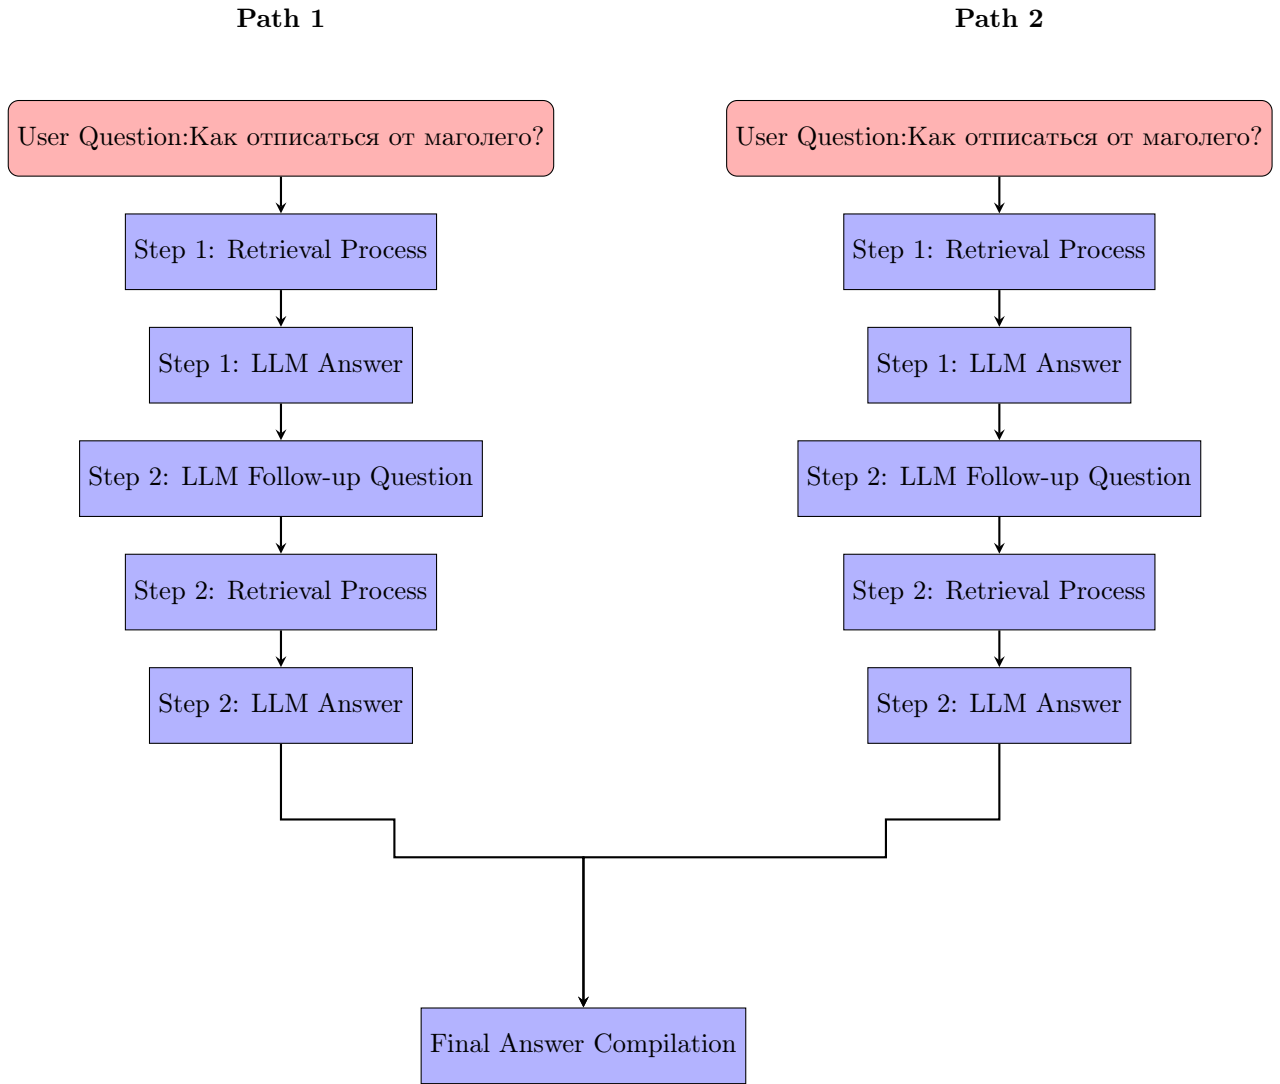 Path 1
Path 2
User Question:Как отписаться от маголего?
User Question:Как отписаться от маголего?
Step 1: Retrieval Process
Step 1: Retrieval Process
Step 1: LLM Answer
Step 1: LLM Answer
Step 2: LLM Follow-up Question
Step 2: LLM Follow-up Question
Step 2: Retrieval Process
Step 2: Retrieval Process
Step 2: LLM Answer
Step 2: LLM Answer
Final Answer Compilation